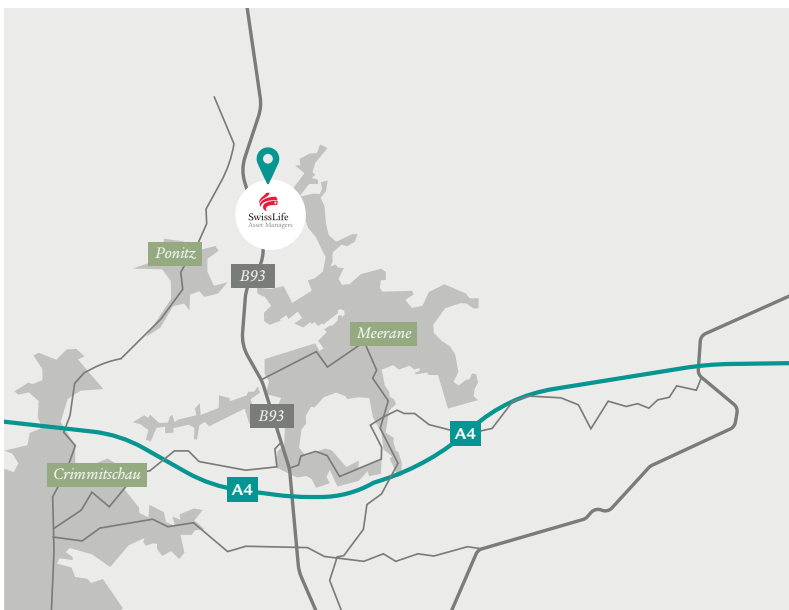 SwissLife
Asset Managers
Ponitz
B93
Meerane
B93
A4
Crimmitschau
A4